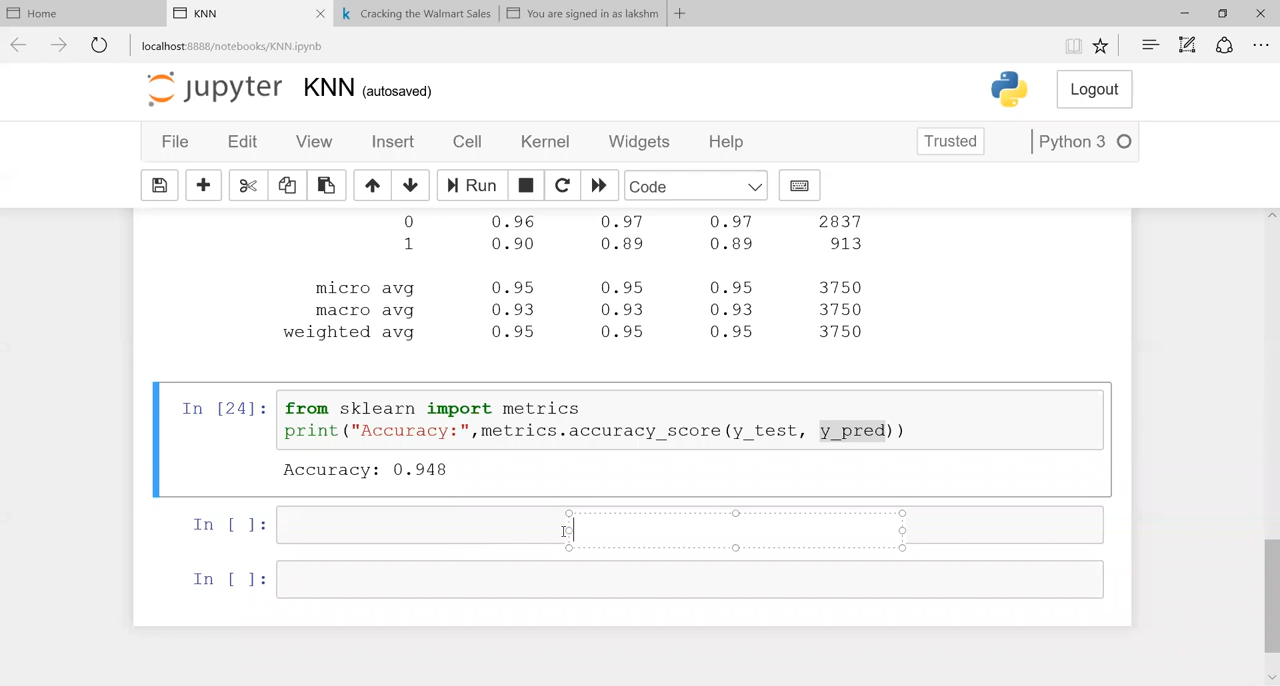 Home KNN Cracking the Walmart Sales You are signed in as lakshm
localhost:8888/notebooks/KNN.ipynb
jupyter KNN (autosaved) Logout
File Edit View Insert Cell Kernel Widgets Help Trusted Python 3
Run Code
0 0.96 0.97 0.97 2837
1 0.90 0.89 0.89 913
micro avg 0.95 0.95 0.95 3750
macro avg 0.93 0.93 0.93 3750
weighted avg 0.95 0.95 0.95 3750
In [24]: from sklearn import metrics
print("Accuracy:",metrics.accuracy_score(y_test, y_pred))
Accuracy: 0.948
In [ ]:
In [ ]: